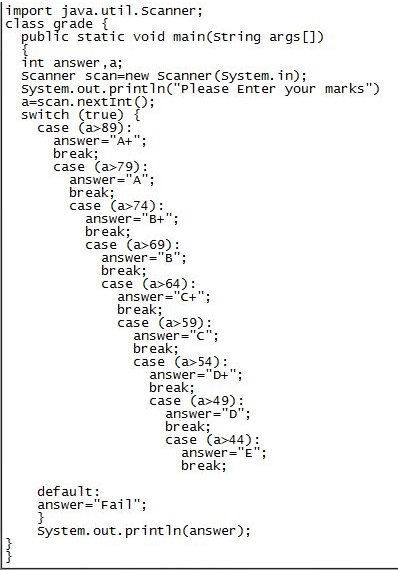 import java.util.Scanner;
class grade {
public static void main(String args[])
{
int answer,a;
Scanner scan=new Scanner(System.in);
System.out.println("Please Enter your marks")
a=scan.nextInt();
switch (true) {
case (a>89):
answer="A+";
break;
case (a>79):
answer="A";
break;
case (a>74):
answer="B+";
break;
case (a>69):
answer="B";
break;
case (a>64):
answer="C+";
break;
case (a>59):
answer="C";
break;
case (a>54):
answer="D+";
break;
case (a>49):
answer="D";
break;
case (a>44):
answer="E";
break;
default:
answer="Fail";
}
System.out.println(answer);
}
}